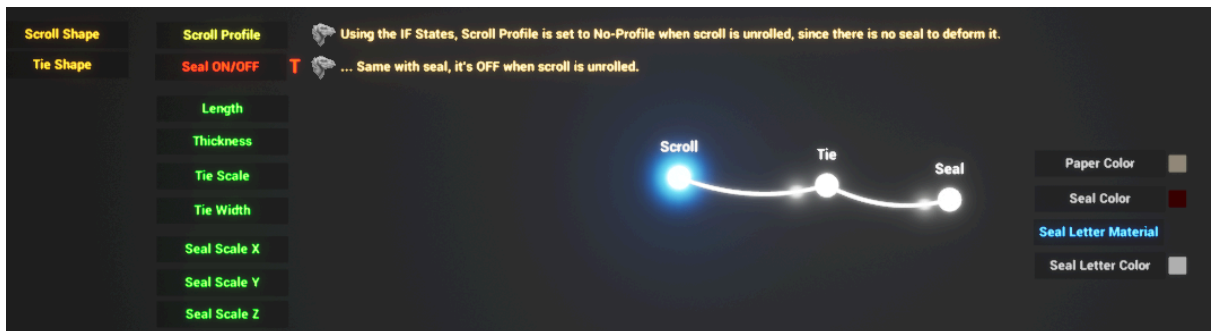 Scroll Shape
Scroll Profile
Using the IF States, Scroll Profile is set to No-Profile when scroll is unrolled, since there is no seal to deform it.
Tie Shape
Seal ON/OFF
T
... Same with seal, it's OFF when scroll is unrolled.
Length
Thickness
Tie Scale
Tie Width
Seal Scale X
Seal Scale Y
Seal Scale Z
Scroll
Tie
Seal
Paper Color
Seal Color
Seal Letter Material
Seal Letter Color